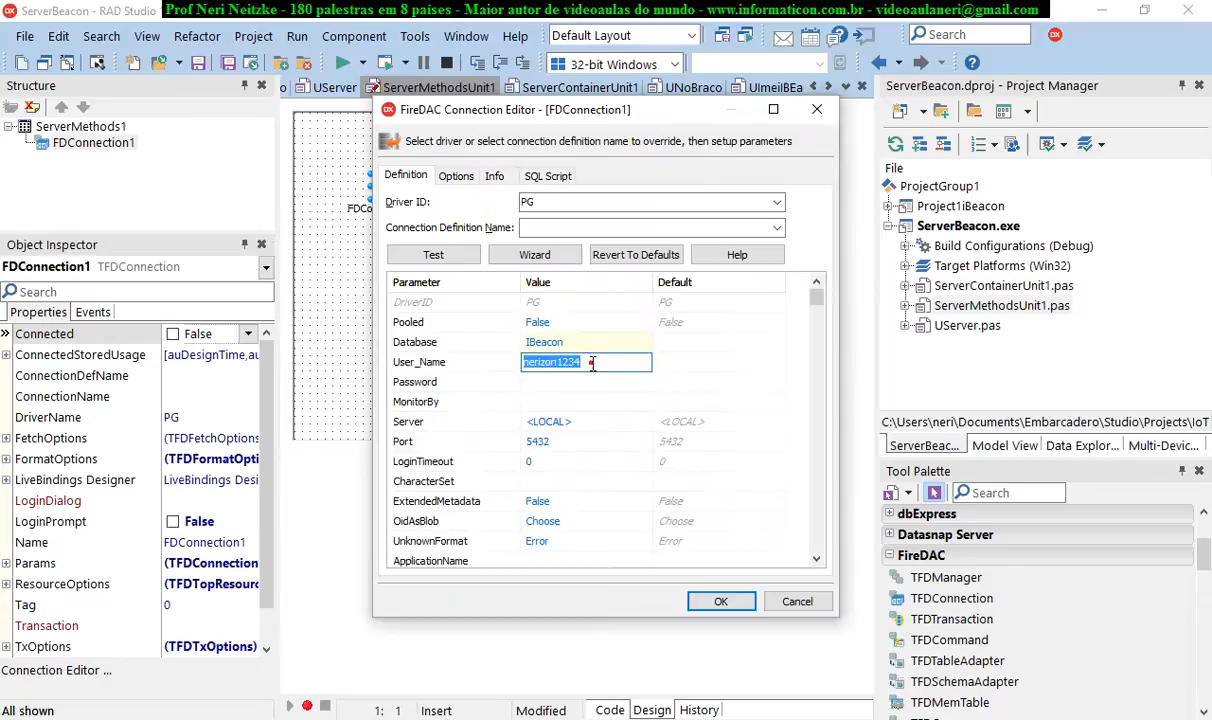 ServerBeacon - RAD Studio
Prof Neri Neitzke - 180 palestras em 8 países - Maior autor de videoaulas do mundo - www.informaticon.com.br - videoaulaneri@gmail.com
File Edit Search View Refactor Project Run Component Tools Window Help
Default Layout
Search
32-bit Windows
Structure
UServer ServerMethodsUnit1 ServerContainerUnit1 UNoBraco UmeilBEa
ServerBeacon.dproj - Project Manager
ServerMethods1
FDConnection1
FireDAC Connection Editor - [FDConnection1]
Select driver or select connection definition name to override, then setup parameters
Definition Options Info SQL Script
Driver ID: PG
Connection Definition Name:
Test Wizard Revert To Defaults Help
Parameter Value Default
DriverID PG PG
Pooled False False
Database IBeacon
User_Name nerizon1234
Password
MonitorBy
Server <LOCAL> <LOCAL>
Port 5432 5432
LoginTimeout 0 0
CharacterSet
ExtendedMetadata False False
OidAsBlob Choose Choose
UnknownFormat Error Error
ApplicationName
OK Cancel
FDCo
Object Inspector
FDConnection1 TFDConnection
Search
Properties Events
Connected False
ConnectedStoredUsage [auDesignTime,au
ConnectionDefName
ConnectionName
DriverName PG
FetchOptions (TFDFetchOptions
FormatOptions (TFDFormatOpti
LiveBindings Designer LiveBindings Desi
LoginDialog
LoginPrompt False
Name FDConnection1
Params (TFDConnection
ResourceOptions (TFDTopResourc
Tag 0
Transaction
TxOptions (TFDTxOptions)
Connection Editor ...
All shown
1: 1 Insert Modified Code Design History
File
ProjectGroup1
Project1iBeacon
ServerBeacon.exe
Build Configurations (Debug)
Target Platforms (Win32)
ServerContainerUnit1.pas
ServerMethodsUnit1.pas
UServer.pas
C:\Users\neri\Documents\Embarcadero\Studio\Projects\IoT
ServerBeac... Model View Data Explor... Multi-Devic...
Tool Palette
Search
dbExpress
Datasnap Server
FireDAC
TFDManager
TFDConnection
TFDTransaction
TFDCommand
TFDTableAdapter
TFDSchemaAdapter
TFDMemTable